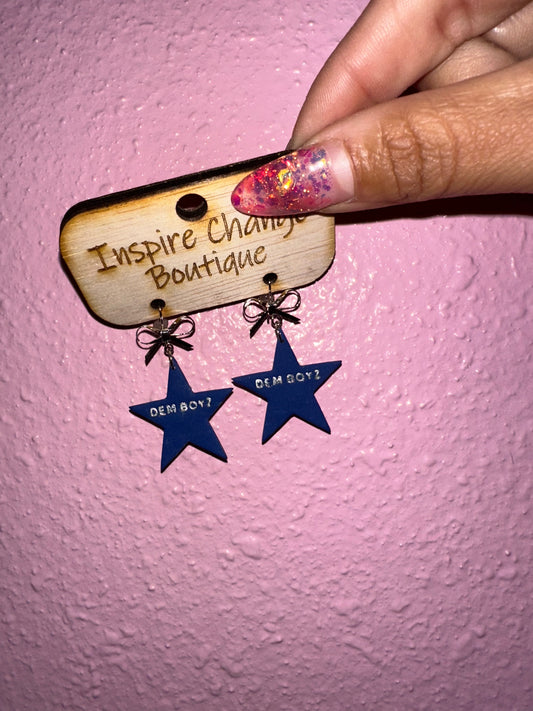 Inspire Change
Boutique
DEM BOYZ
DEM BOYZ